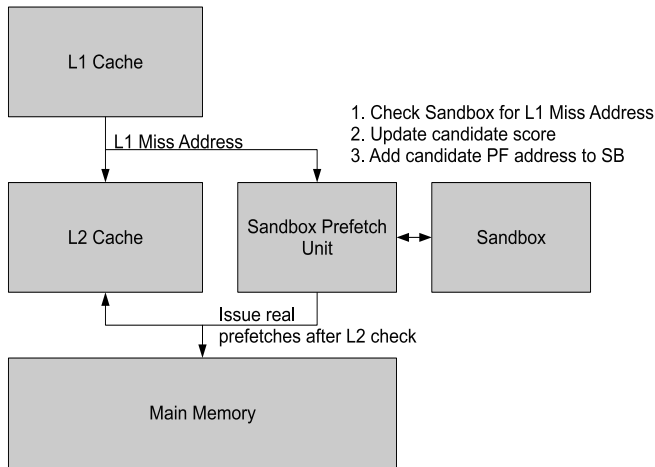 L1 Cache
1. Check Sandbox for L1 Miss Address
2. Update candidate score
3. Add candidate PF address to SB
L1 Miss Address
L2 Cache
Sandbox Prefetch
Unit
Sandbox
Issue real
prefetches after L2 check
Main Memory